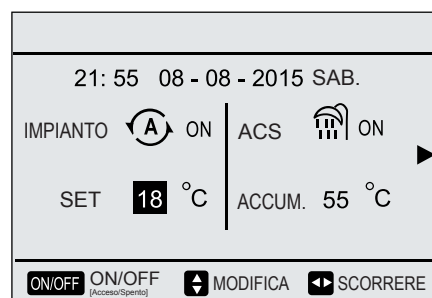 21: 55 08 - 08 - 2015 SAB.
IMPIANTO A ON ACS ON
SET 18 °C ACCUM. 55 °C
ON/OFF ON/OFF MODIFICA SCORRERE
[Acceso/Spento]